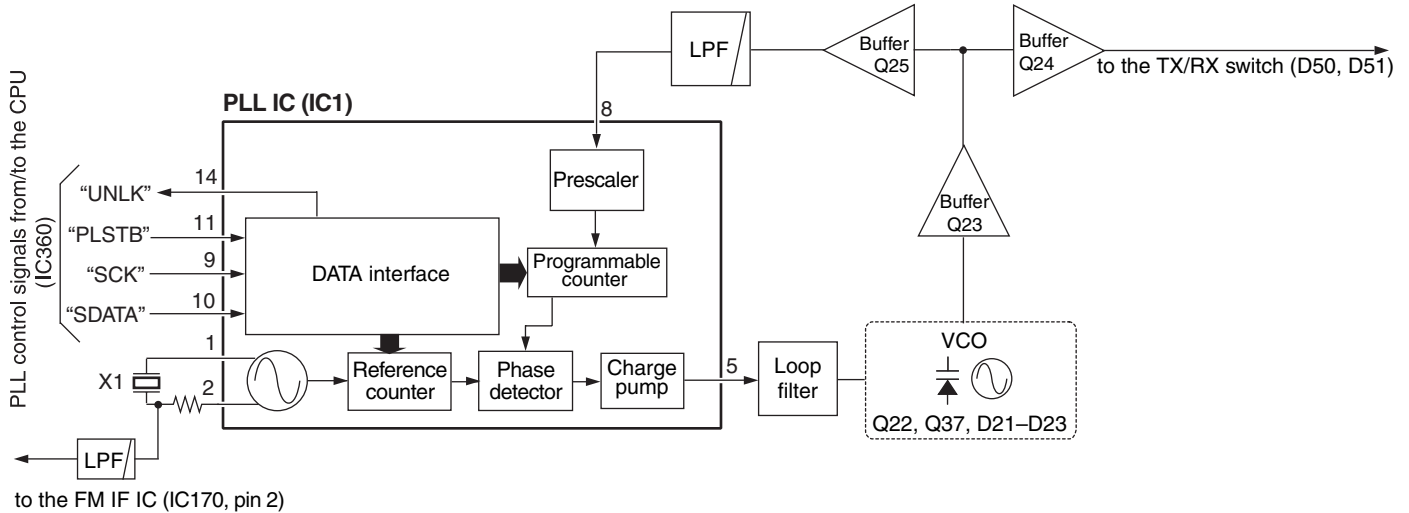 PLL control signals from/to the CPU
(IC360)
LPF
Buffer
Q25
Buffer
Q24
to the TX/RX switch (D50, D51)
PLL IC (IC1)
8
Prescaler
Buffer
Q23
14
“UNLK”
11
“PLSTB”
9
“SCK”
10
“SDATA”
DATA interface
Programmable
counter
1
X1
2
Reference
counter
Phase
detector
Charge
pump
5
Loop
filter
VCO
Q22, Q37, D21–D23
LPF
to the FM IF IC (IC170, pin 2)